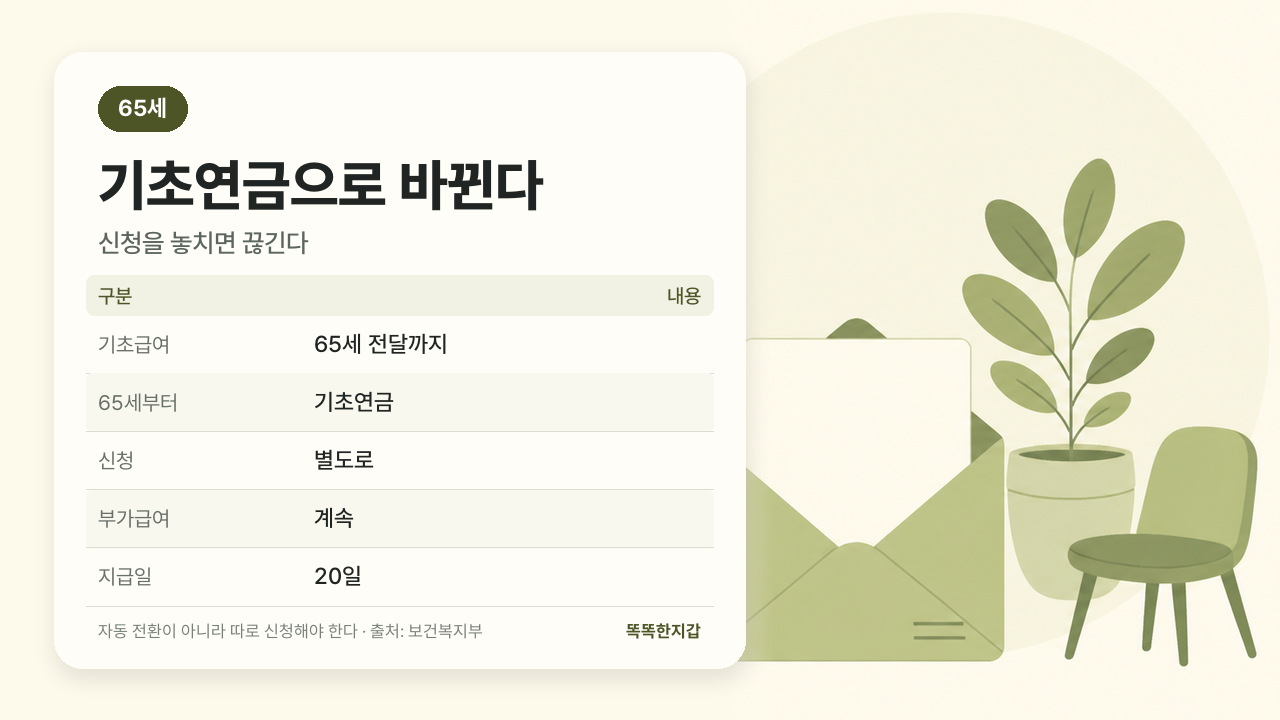 65세
기초연금으로 바뀐다
신청을 놓치면 끊긴다
구분 내용
기초급여 65세 전달까지
65세부터 기초연금
신청 별도로
부가급여 계속
지급일 20일
자동 전환이 아니라 따로 신청해야 한다 · 출처: 보건복지부 똑똑한지갑